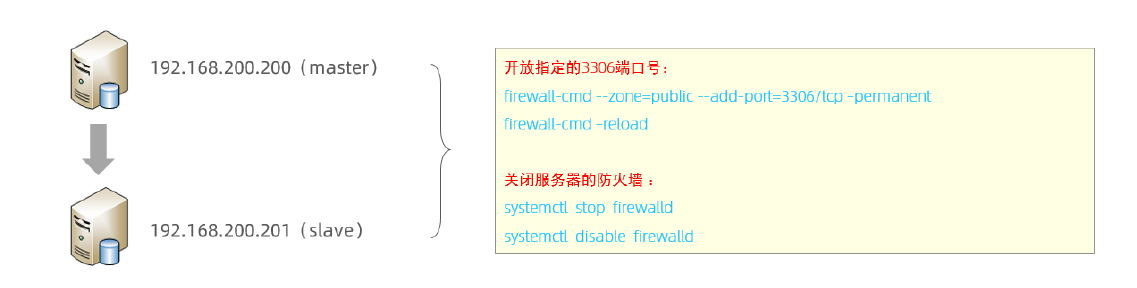 192.168.200.200（master）
开放指定的3306端口号：
firewall-cmd --zone=public --add-port=3306/tcp -permanent
firewall-cmd -reload
关闭服务器的防火墙：
systemctl stop firewalld
192.168.200.201（slave）
systemctl disable firewalld